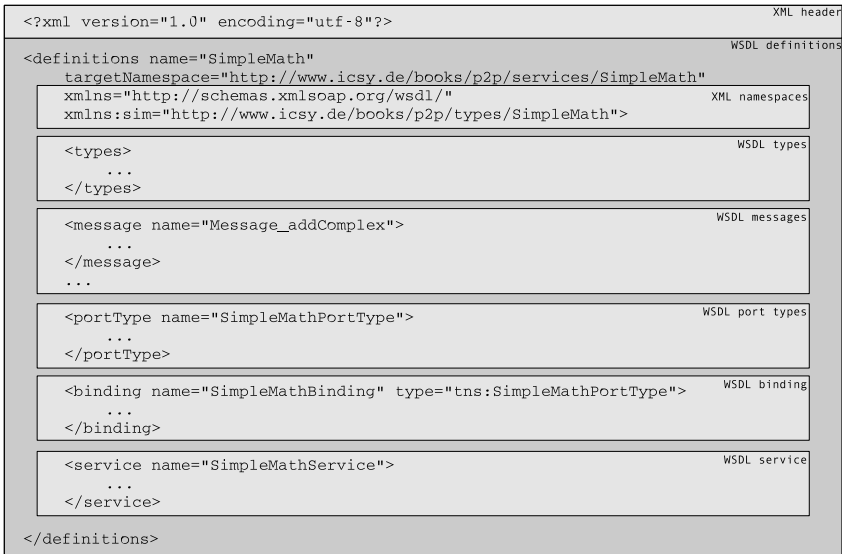 <?xml version="1.0" encoding="utf-8"?>
XML header
WSDL definitions
<definitions name="SimpleMath"
targetNamespace="http://www.icsy.de/books/p2p/services/SimpleMath"
xmlns="http://schemas.xmlsoap.org/wsdl/"
XML namespaces
xmlns:sim="http://www.icsy.de/books/p2p/types/SimpleMath">
WSDL types
<types>
...
</types>
WSDL messages
<message name="Message_addComplex">
...
</message>
...
WSDL port types
<portType name="SimpleMathPortType">
...
</portType>
WSDL binding
<binding name="SimpleMathBinding" type="tns:SimpleMathPortType">
...
</binding>
WSDL service
<service name="SimpleMathService">
...
</service>
</definitions>